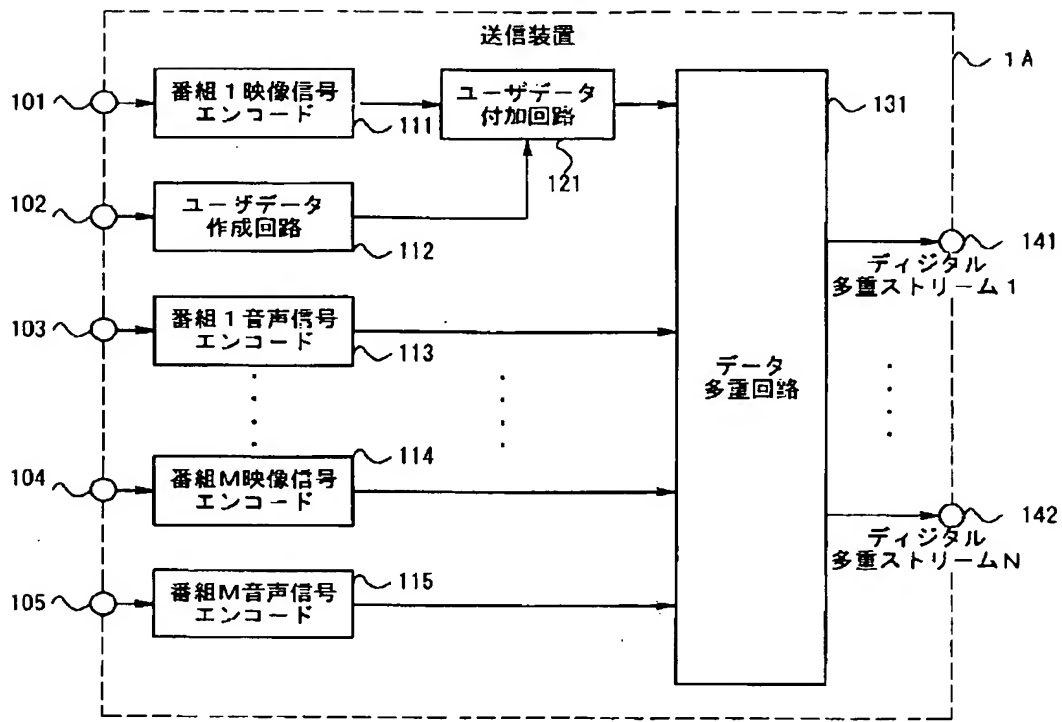 送信装置
1A
101
番組1映像信号
エンコード
111
ユーザデータ
付加回路
121
131
102
ユーザデータ
作成回路
112
141
ディジタル
多重ストリーム1
103
番組1音声信号
エンコード
113
データ
多重回路
104
番組M映像信号
エンコード
114
142
ディジタル
多重ストリームN
105
番組M音声信号
エンコード
115